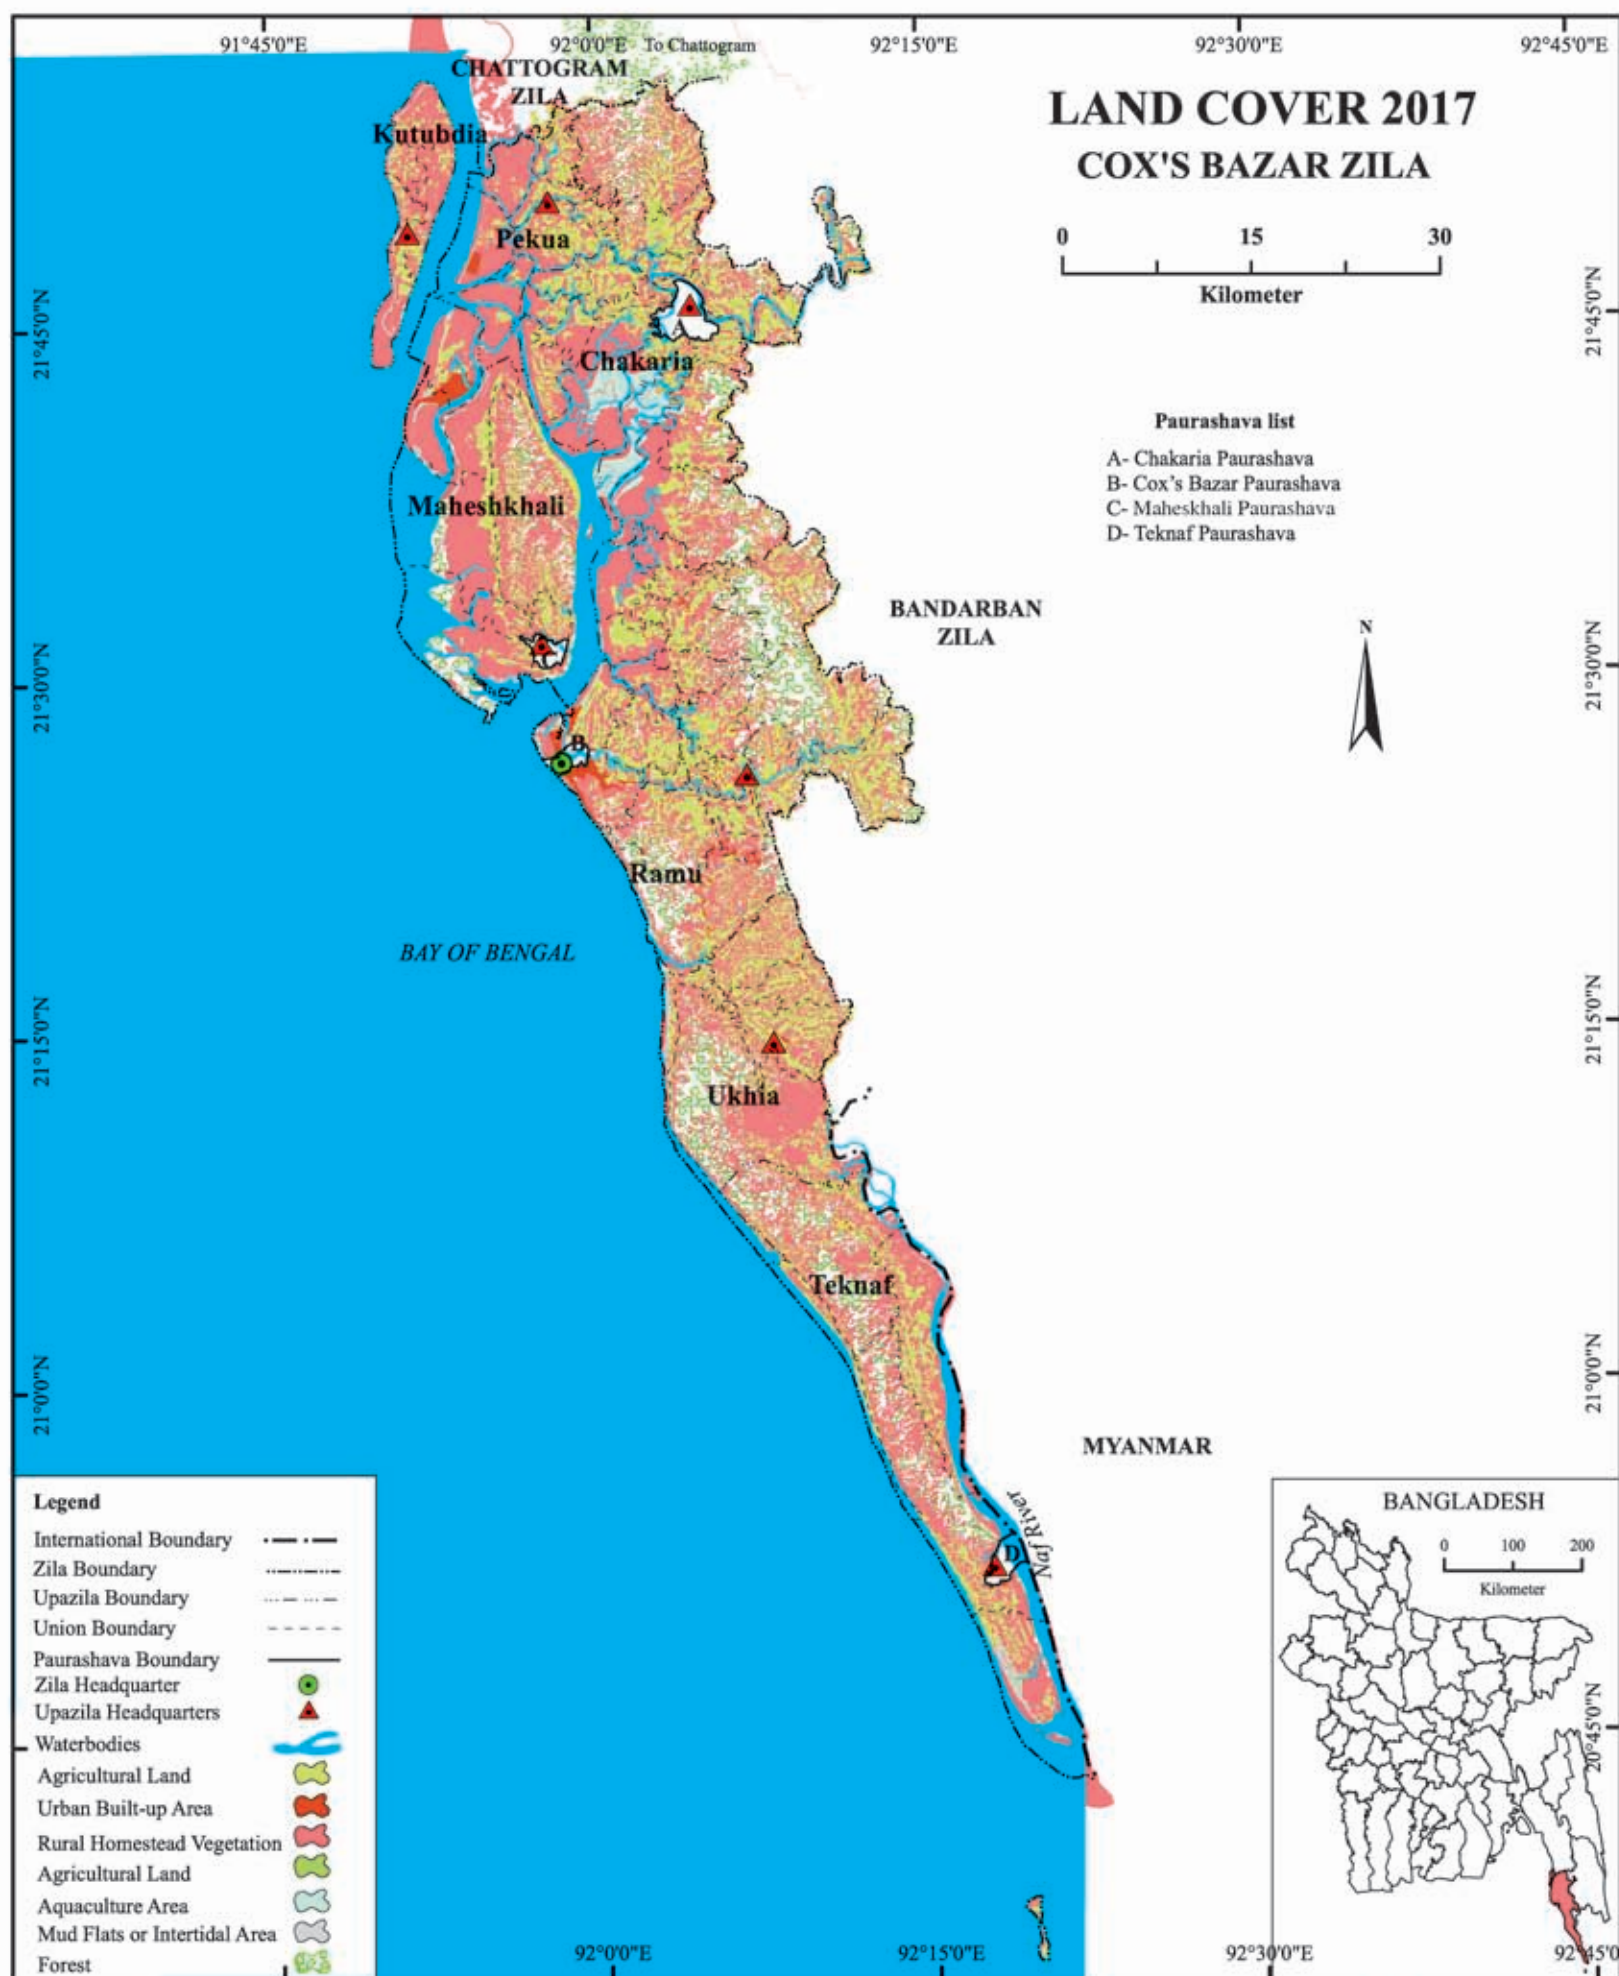 91°45'0"E
92°0'0"E
To Chattogram
92°15'0"E
92°30'0"E
92°45'0"E
CHATTOGRAM
ZILA
LAND COVER 2017
COX'S BAZAR ZILA
Kutubdia
0 15 30
Kilometer
Pekua
21°45'0"N
21°45'0"N
A
Chakaria
Paurashava list
A- Chakaria Paurashava
B- Cox's Bazar Paurashava
C- Maheskhali Paurashava
D- Teknaf Paurashava
Maheshkhali
BANDARBAN
ZILA
N
C
21°30'0"N
21°30'0"N
B
Ramu
BAY OF BENGAL
21°15'0"N
21°15'0"N
Ukhia
Teknaf
21°0'0"N
21°0'0"N
MYANMAR
Naf River
D
Legend
International Boundary
Zila Boundary
Upazila Boundary
Union Boundary
Paurashava Boundary
Zila Headquarter
Upazila Headquarters
Waterbodies
Agricultural Land
Urban Built-up Area
Rural Homestead Vegetation
Agricultural Land
Aquaculture Area
Mud Flats or Intertidal Area
Forest
BANGLADESH
0 100 200
Kilometer
20°45'0"N
92°0'0"E
92°15'0"E
92°30'0"E